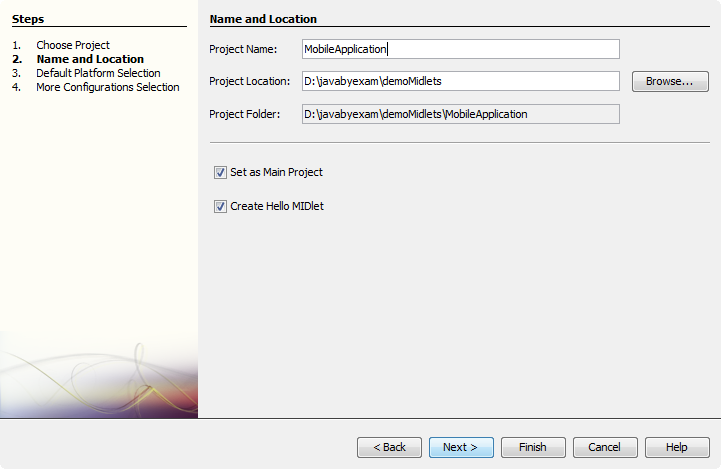 Steps
1. Choose Project
2. Name and Location
3. Default Platform Selection
4. More Configurations Selection
Name and Location
Project Name: MobileApplication
Project Location: D:\javabyexam\demoMidlets Browse...
Project Folder: D:\javabyexam\demoMidlets\MobileApplication
Set as Main Project
Create Hello MIDlet
< Back Next > Finish Cancel Help